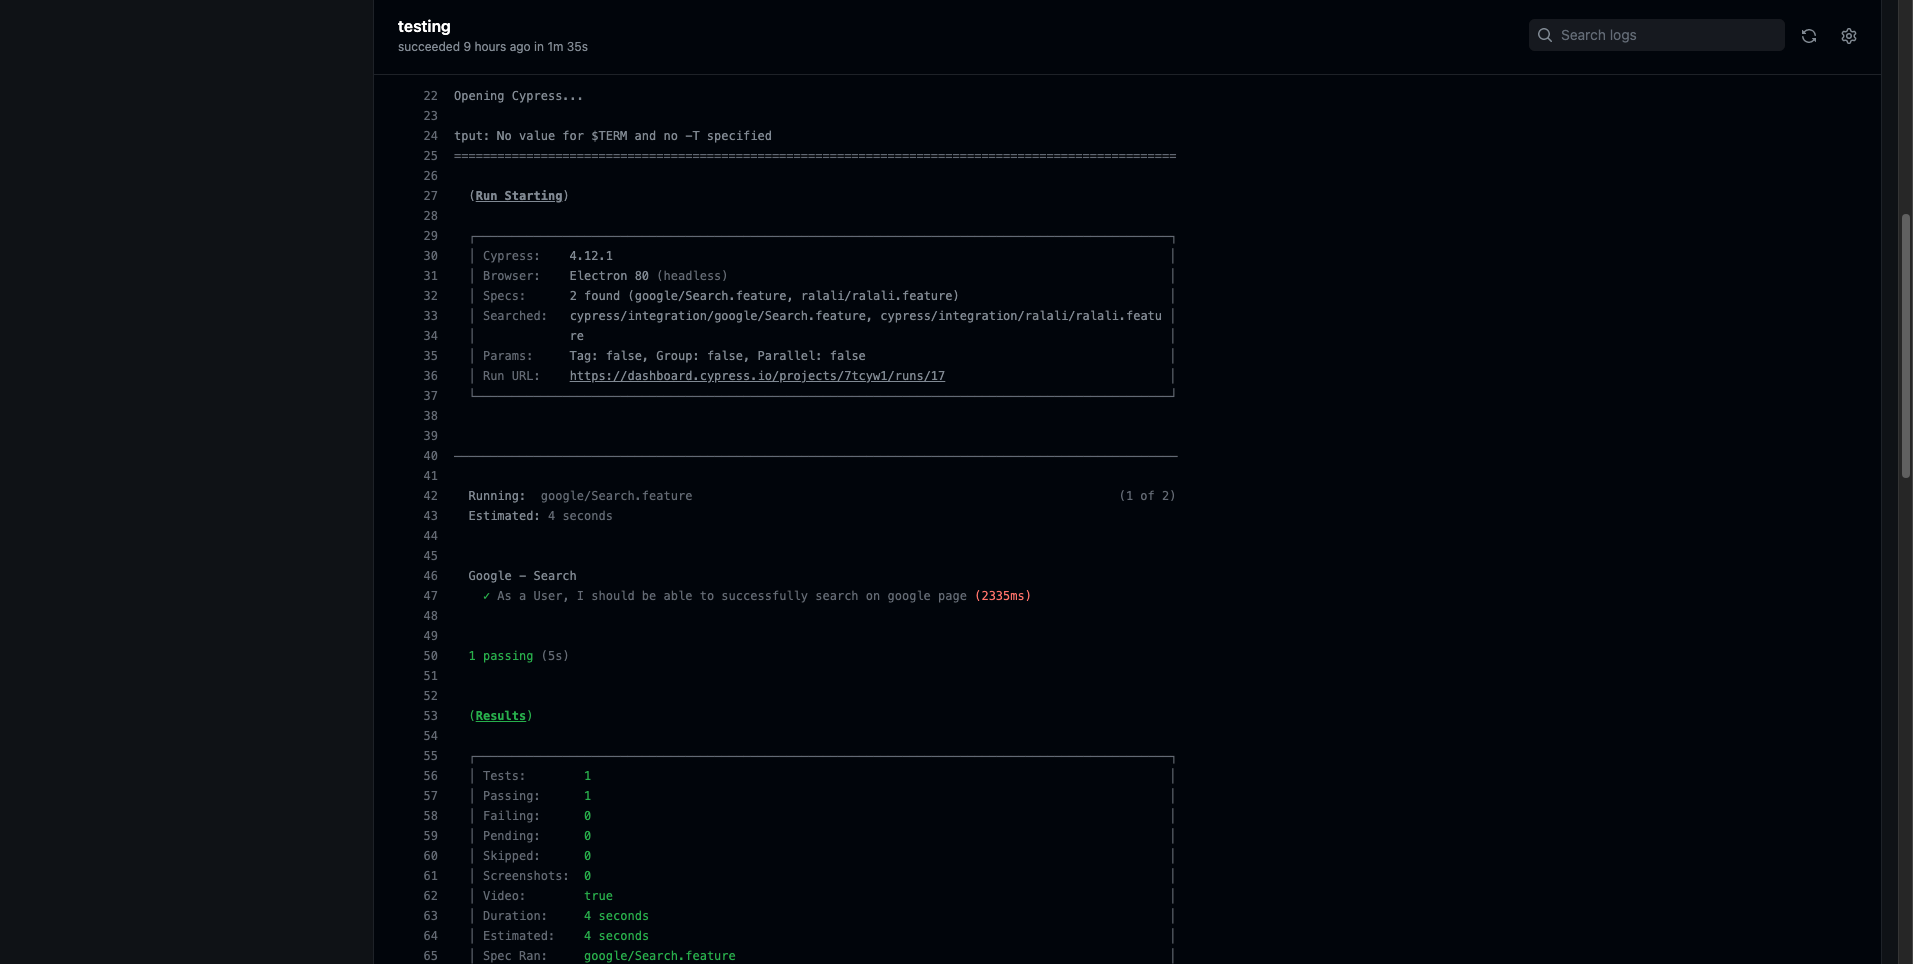 testing
succeeded 9 hours ago in 1m 35s
Search logs
22 Opening Cypress...
23
24 tput: No value for $TERM and no -T specified
25 ====================================================================================================
26
27 (Run Starting)
28
29
30 Cypress: 4.12.1
31 Browser: Electron 80 (headless)
32 Specs: 2 found (google/Search.feature, ralali/ralali.feature)
33 Searched: cypress/integration/google/Search.feature, cypress/integration/ralali/ralali.featu
34 re
35 Params: Tag: false, Group: false, Parallel: false
36 Run URL: https://dashboard.cypress.io/projects/7tcyw1/runs/17
37
38
39
40
41
42 Running: google/Search.feature (1 of 2)
43 Estimated: 4 seconds
44
45
46 Google - Search
47 ✓ As a User, I should be able to successfully search on google page (2335ms)
48
49
50 1 passing (5s)
51
52
53 (Results)
54
55
56 Tests: 1
57 Passing: 1
58 Failing: 0
59 Pending: 0
60 Skipped: 0
61 Screenshots: 0
62 Video: true
63 Duration: 4 seconds
64 Estimated: 4 seconds
65 Spec Ran: google/Search.feature